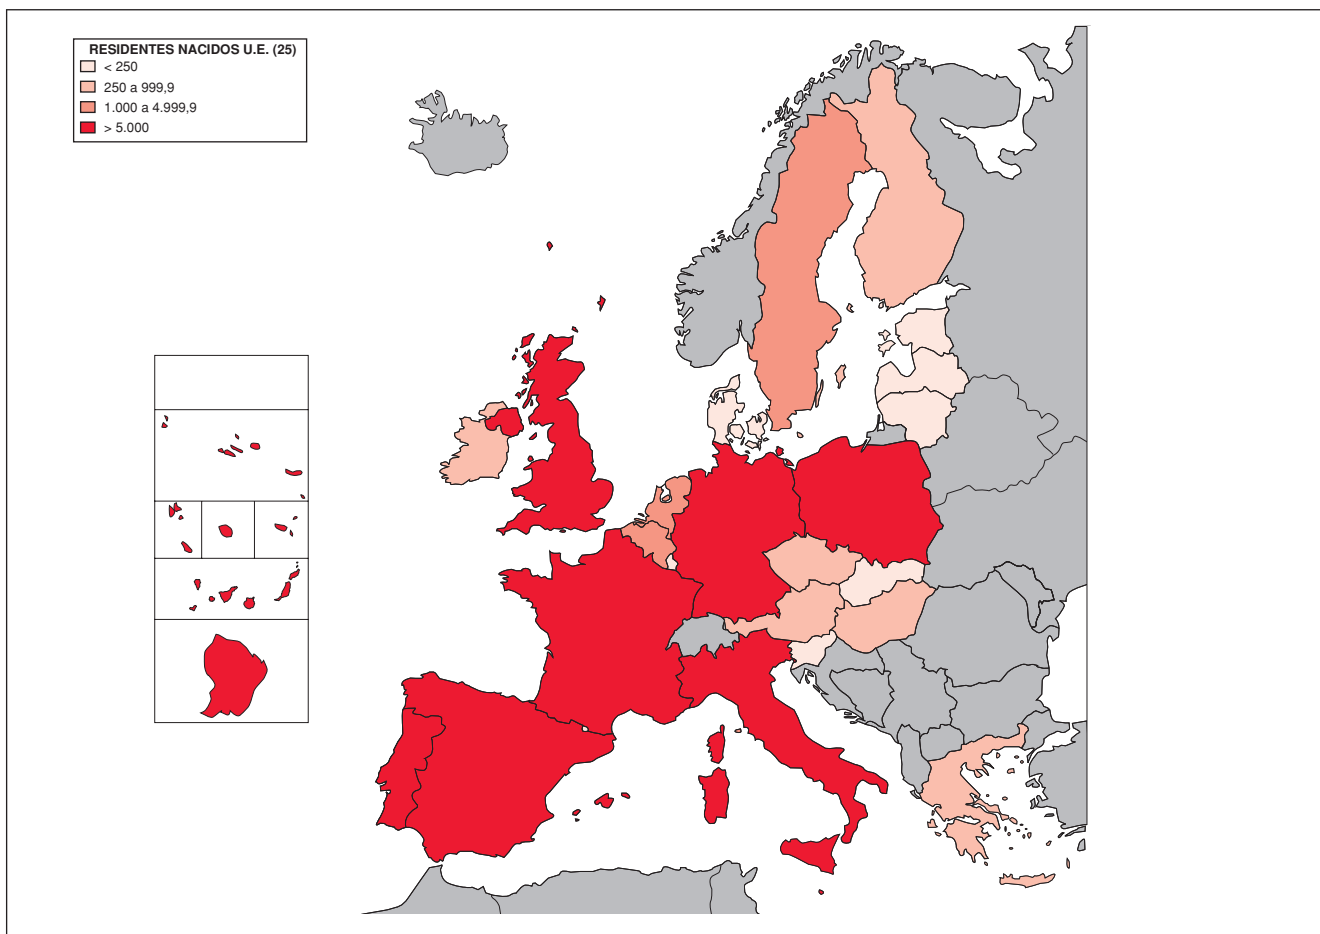 RESIDENTES NACIDOS U.E. (25)
< 250
250 a 999,9
1.000 a 4.999,9
> 5.000